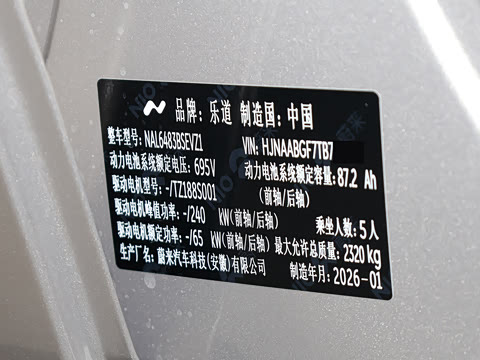 品牌: 乐道 制造国: 中国
整车型号: NAL6483BSEVZ1 VIN: HJNAABGF7TB7
动力电池系统额定电压: 695V 动力电池系统额定容量: 87.2 Ah
驱动电机型号: -/TZ188S001 (前轴/后轴)
驱动电机峰值功率: -/240 kW(前轴/后轴) 乘坐人数: 5人
驱动电机额定功率: -/65 kW(前轴/后轴) 最大允许总质量: 2320 kg
生产厂名: 蔚来汽车科技(安徽)有限公司 制造年月: 2026-01